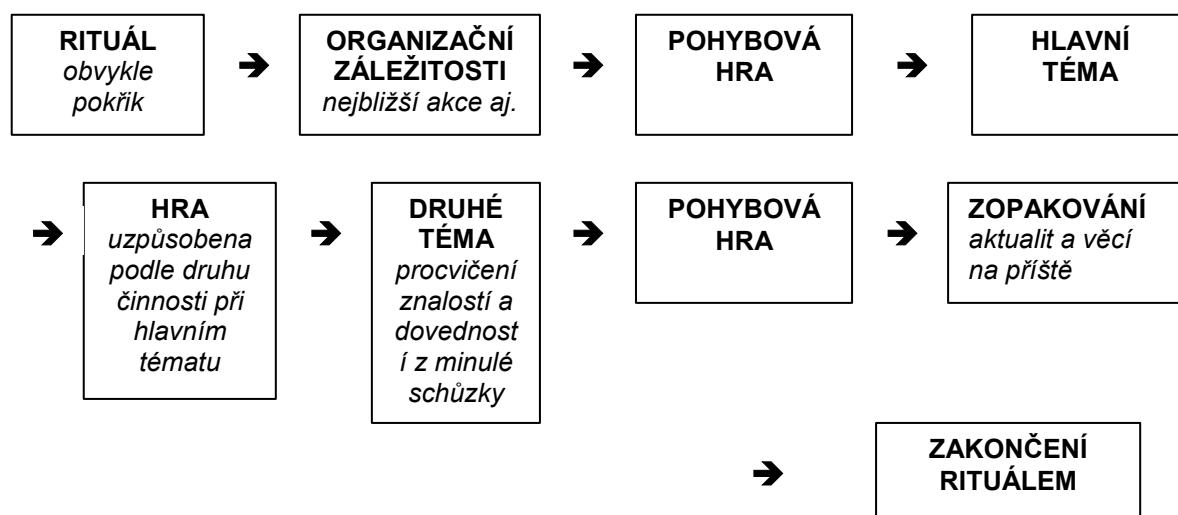 RITUÁL
obvykle
pokřik
ORGANIZAČNÍ
ZÁLEŽITOSTI
nejbližší akce aj.
POHYBOVÁ
HRA
HLAVNÍ
TÉMA
HRA
uzpůsobena
podle druhu
činnosti při
hlavním
tématu
DRUHÉ
TÉMA
procvičení
znalostí a
dovednost
í z minulé
schůzky
POHYBOVÁ
HRA
ZOPAKOVÁNÍ
aktualit a věcí
na příště
ZAKONČENÍ
RITUÁLEM